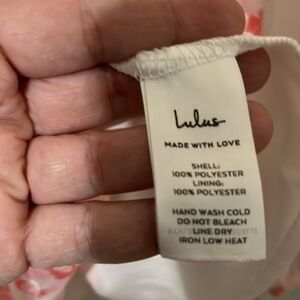 Lulus
MADE WITH LOVE
SHELL:
100% POLYESTER
LINING:
100% POLYESTER
HAND WASH COLD
DO NOT BLEACH
LINE DRY
IRON LOW HEAT